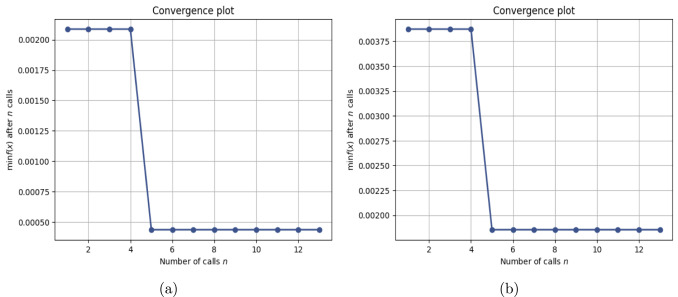 Convergence plot
min f(x) after n calls
0.00200
0.00175
0.00150
0.00125
0.00100
0.00075
0.00050
2 4 6 8 10 12
Number of calls n
(a)
Convergence plot
min f(x) after n calls
0.00375
0.00350
0.00325
0.00300
0.00275
0.00250
0.00225
0.00200
2 4 6 8 10 12
Number of calls n
(b)